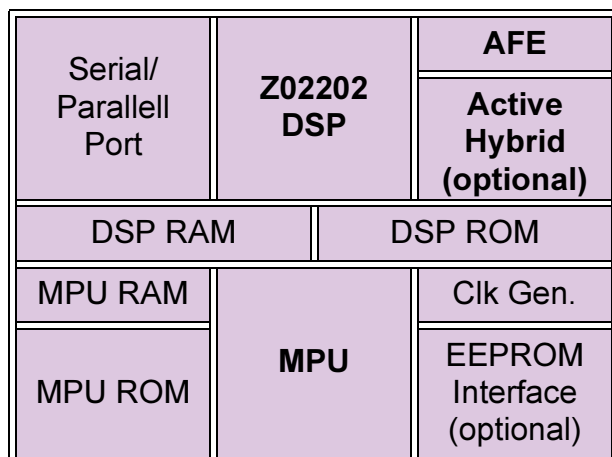 Serial/
Parallell
Port
Z02202
DSP
AFE
Active
Hybrid
(optional)
DSP RAM
DSP ROM
MPU RAM
MPU ROM
MPU
Clk Gen.
EEPROM
Interface
(optional)